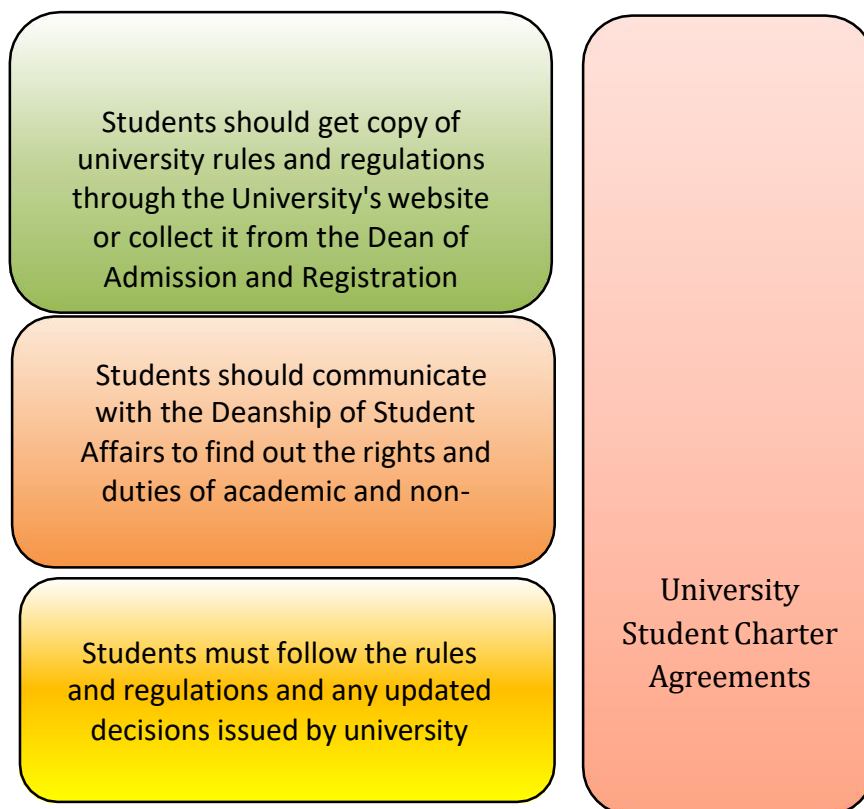 Students should get copy of
university rules and regulations
through the University's website
or collect it from the Dean of
Admission and Registration
Students should communicate
with the Deanship of Student
Affairs to find out the rights and
duties of academic and non-
Students must follow the rules
and regulations and any updated
decisions issued by university
University
Student Charter
Agreements